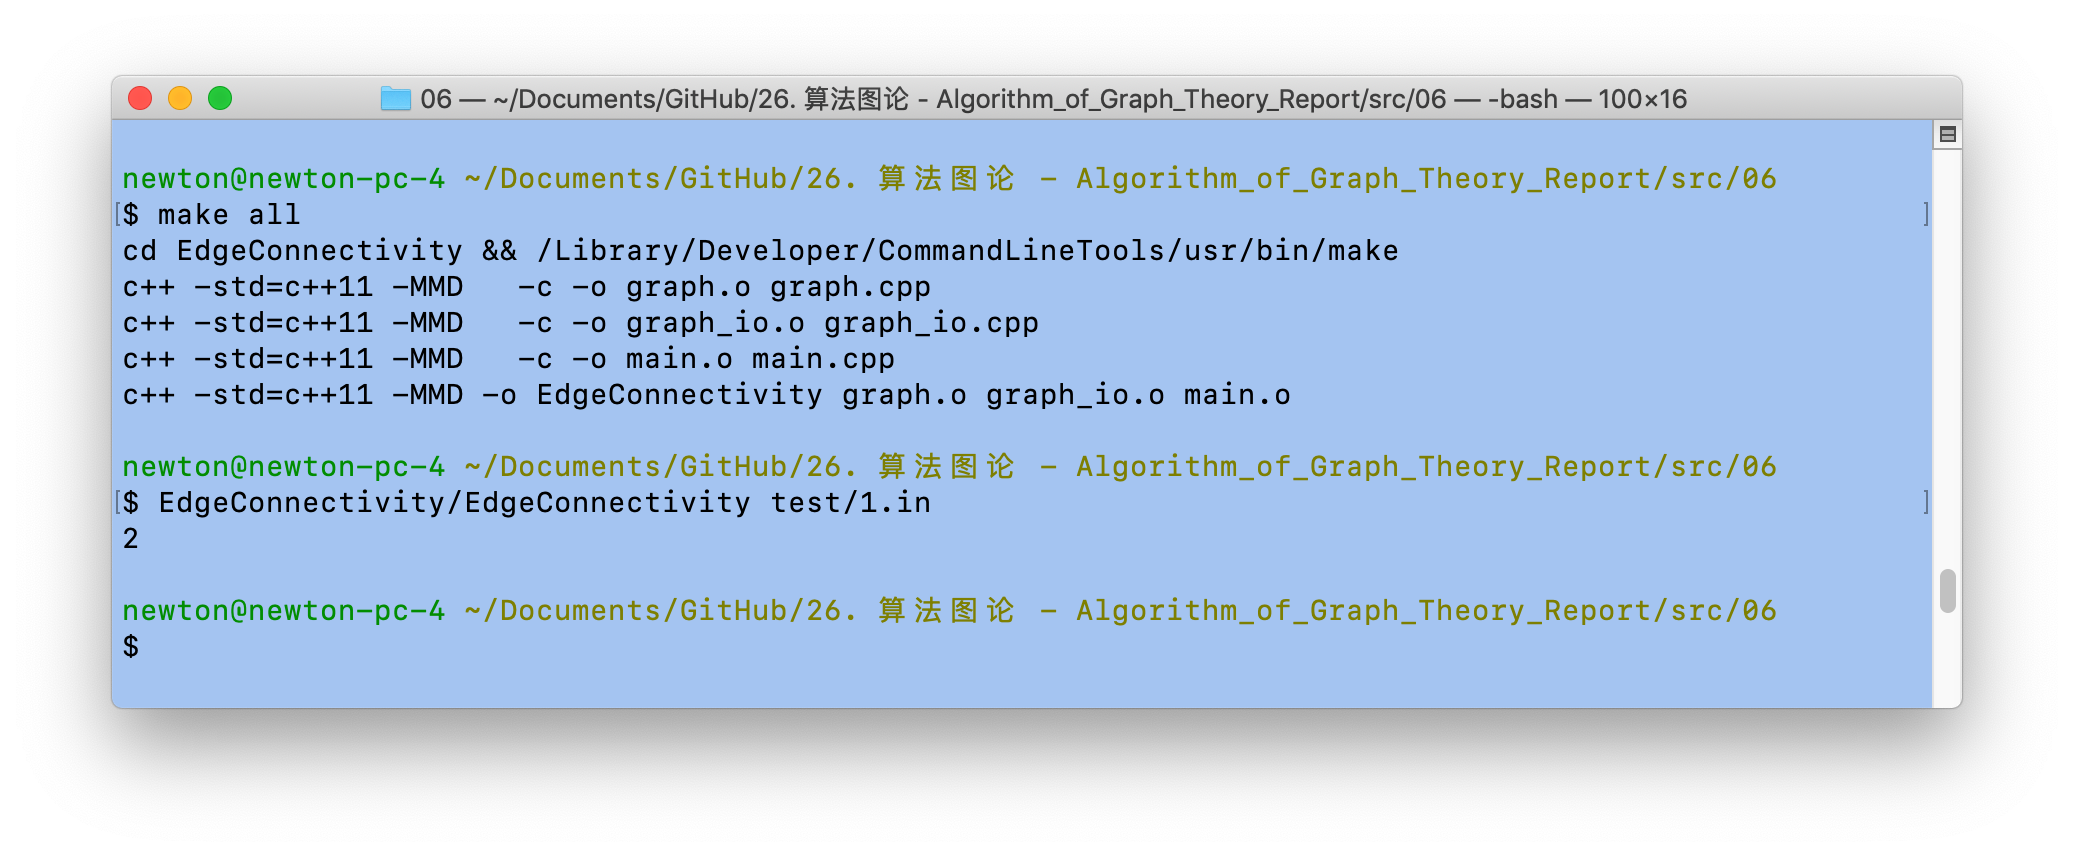 06 — ~/Documents/GitHub/26. 算法图论 - Algorithm_of_Graph_Theory_Report/src/06 — -bash — 100×16
newton@newton-pc-4 ~/Documents/GitHub/26. 算法图论 - Algorithm_of_Graph_Theory_Report/src/06
[$ make all ]
cd EdgeConnectivity && /Library/Developer/CommandLineTools/usr/bin/make
c++ -std=c++11 -MMD   -c -o graph.o graph.cpp
c++ -std=c++11 -MMD   -c -o graph_io.o graph_io.cpp
c++ -std=c++11 -MMD   -c -o main.o main.cpp
c++ -std=c++11 -MMD -o EdgeConnectivity graph.o graph_io.o main.o
newton@newton-pc-4 ~/Documents/GitHub/26. 算法图论 - Algorithm_of_Graph_Theory_Report/src/06
[$ EdgeConnectivity/EdgeConnectivity test/1.in ]
2
newton@newton-pc-4 ~/Documents/GitHub/26. 算法图论 - Algorithm_of_Graph_Theory_Report/src/06
$